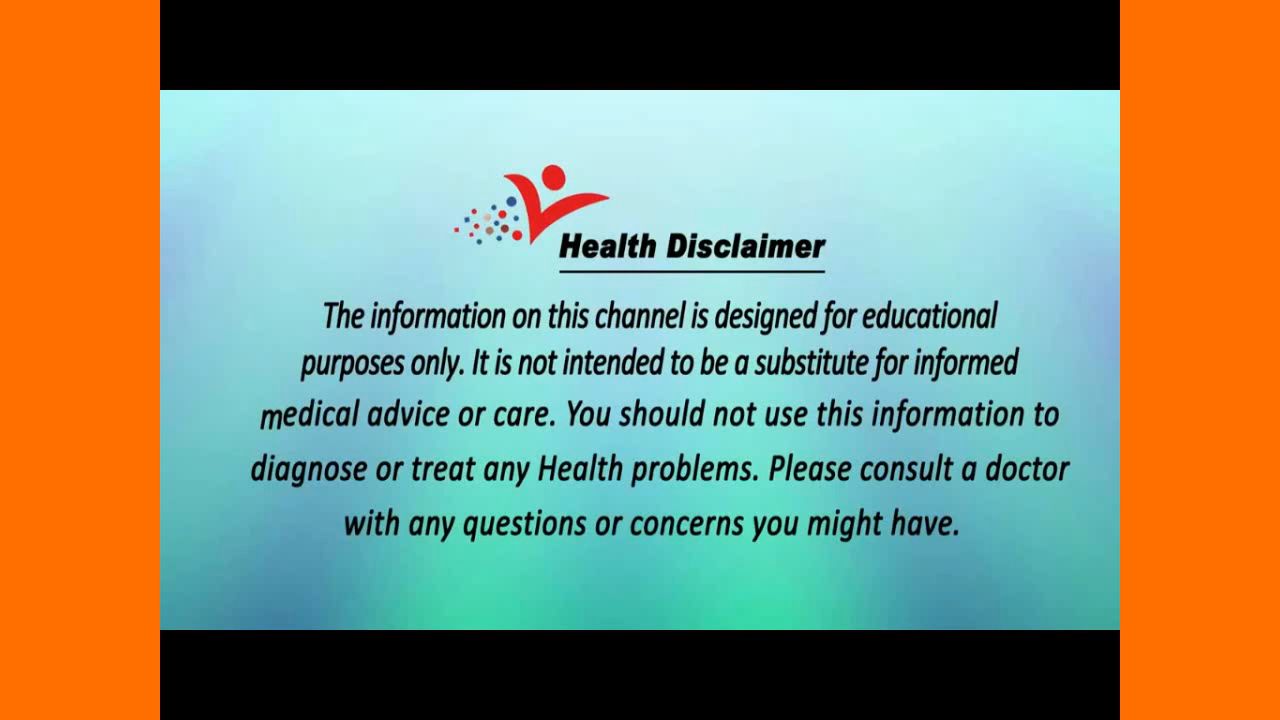 Health Disclaimer
The information on this channel is designed for educational
purposes only. It is not intended to be a substitute for informed
medical advice or care. You should not use this information to
diagnose or treat any Health problems. Please consult a doctor
with any questions or concerns you might have.